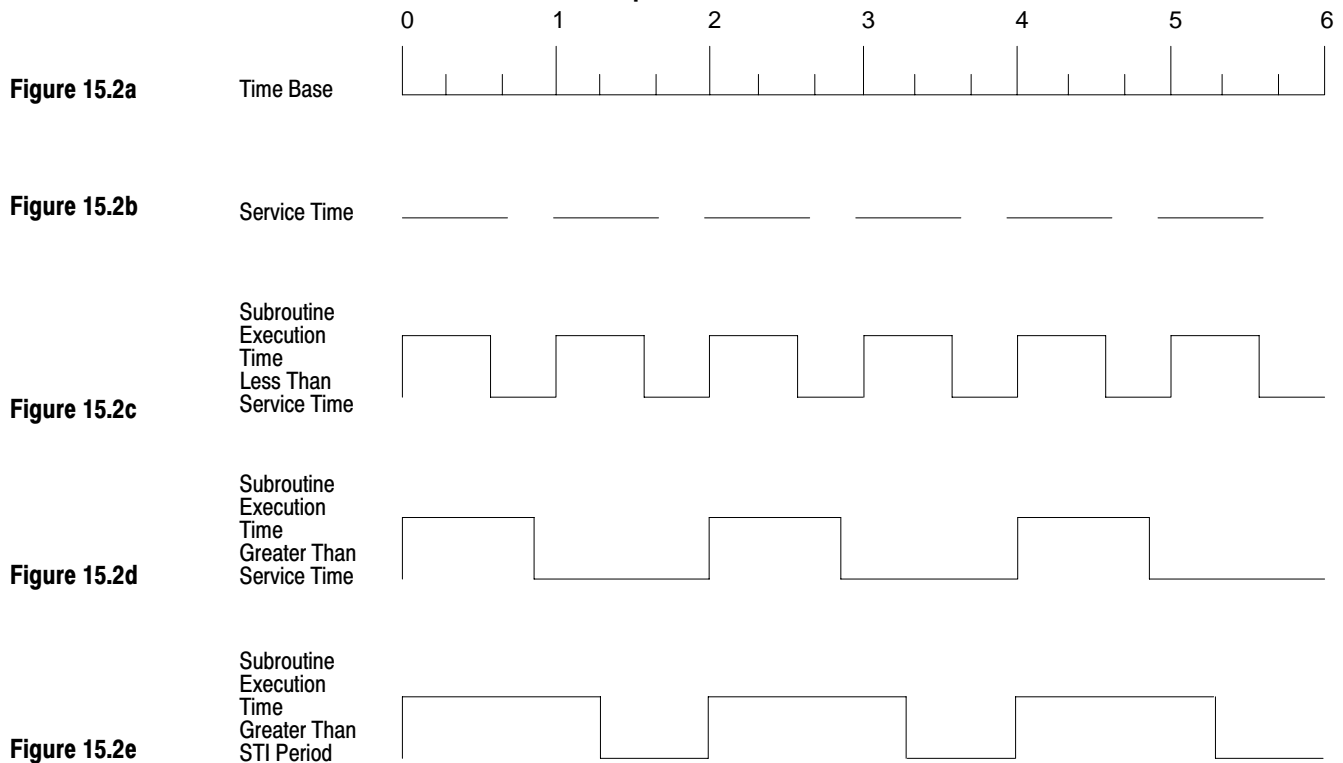 0 1 2 3 4 5 6
Figure 15.2a Time Base
Figure 15.2b Service Time
Subroutine
Execution
Time
Less Than
Service Time
Figure 15.2c
Subroutine
Execution
Time
Greater Than
Service Time
Figure 15.2d
Subroutine
Execution
Time
Greater Than
STI Period
Figure 15.2e